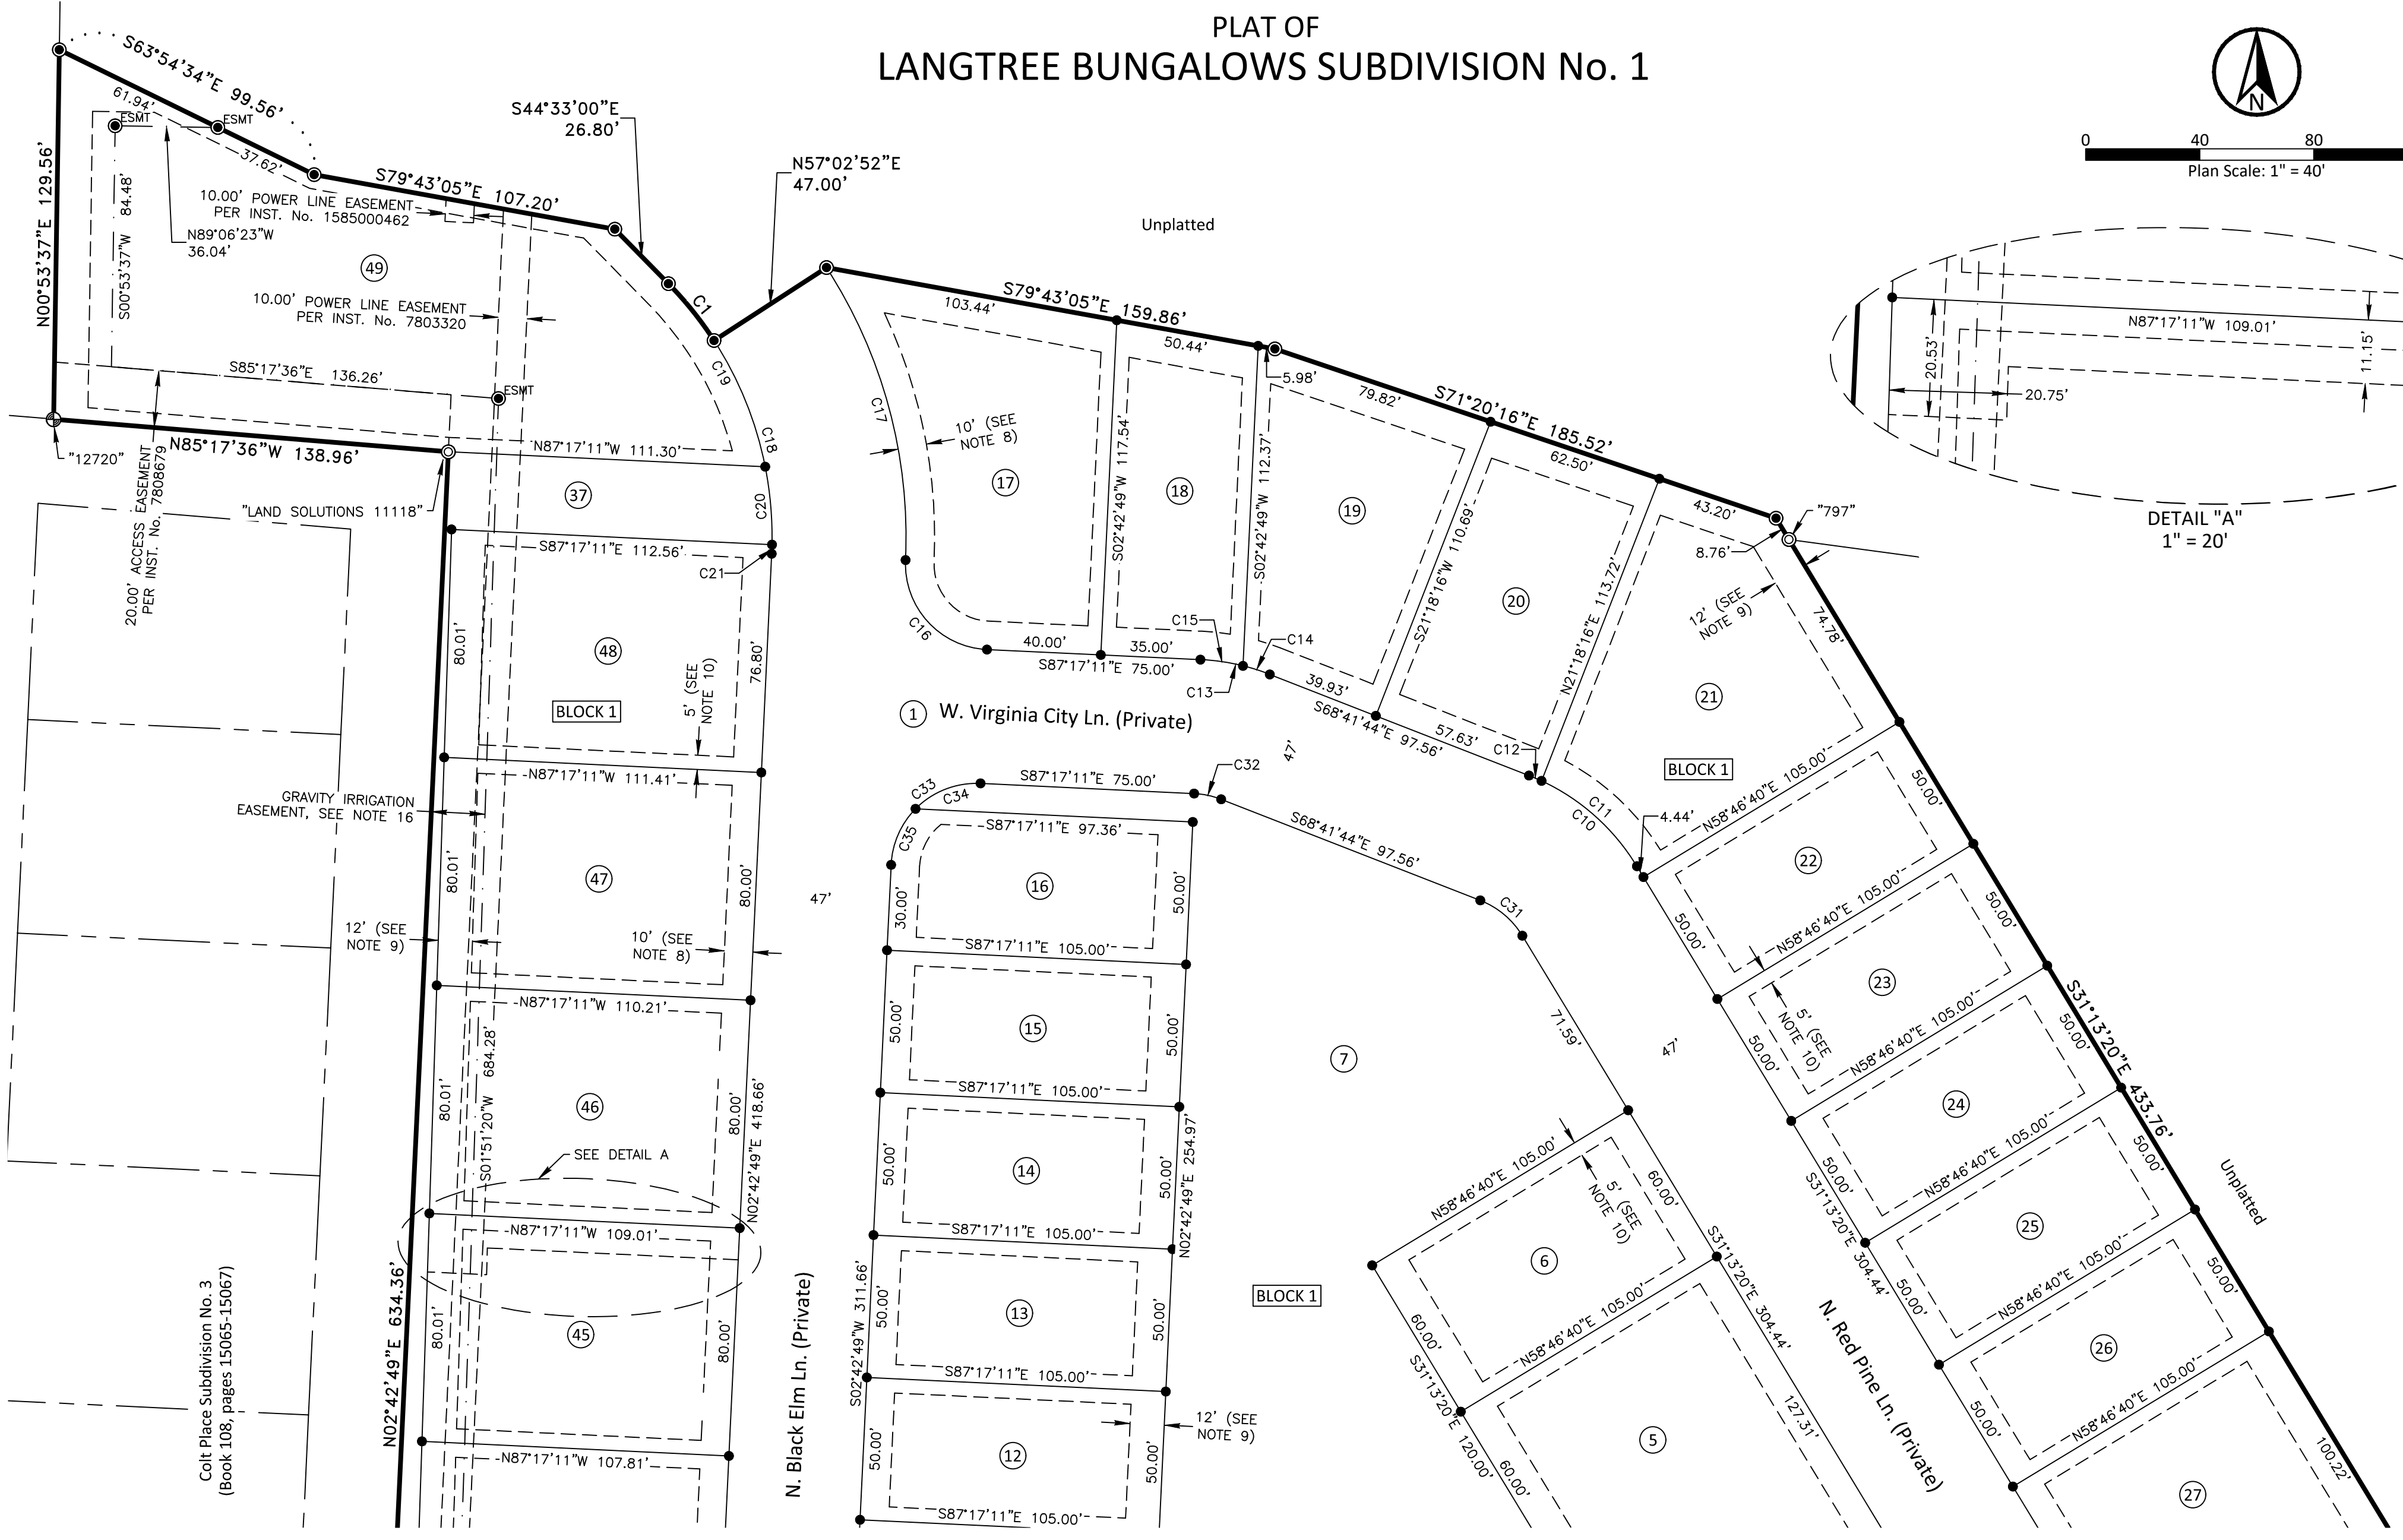 PLAT OF
LANGTREE BUNGALOWS SUBDIVISION No. 1
N
0 40 80
Plan Scale: 1" = 40'
S63°54'34"E 99.56'
61.94'
37.62'
ESMT
ESMT
N00°53'37"E 129.56'
S00°53'37"W 84.48'
N89°06'23"W
36.04'
S79°43'05"E 107.20'
10.00' POWER LINE EASEMENT
PER INST. No. 1585000462
49
10.00' POWER LINE EASEMENT
PER INST. No. 7803320
S44°33'00"E
26.80'
C1
N57°02'52"E
47.00'
S85°17'36"E 136.26'
ESMT
N85°17'36"W 138.96'
"12720"
20.00' ACCESS EASEMENT
PER INST. No. 7808679
"LAND SOLUTIONS 11118"
N87°17'11"W 111.30'
C19
C18
C20
37
S87°17'11"E 112.56'
C21
80.01'
48
76.80'
5' (SEE
NOTE 10)
BLOCK 1
N87°17'11"W 111.41'
GRAVITY IRRIGATION
EASEMENT, SEE NOTE 16
80.01'
47
80.00'
12' (SEE
NOTE 9)
10' (SEE
NOTE 8)
N87°17'11"W 110.21'
S01°51'20"W 684.28'
80.01'
46
80.00'
N02°42'49"E 418.66'
SEE DETAIL A
N87°17'11"W 109.01'
80.01'
45
80.00'
N87°17'11"W 107.81'
N02°42'49"E 634.36'
Colt Place Subdivision No. 3
(Book 108, pages 15065-15067)
N. Black Elm Ln. (Private)
47'
Unplatted
S79°43'05"E 159.86'
103.44'
50.44'
5.98'
C17
10' (SEE
NOTE 8)
17
S02°42'49"W 117.54'
18
S02°42'49"W 112.37'
19
C16
40.00'
35.00'
S87°17'11"E 75.00'
C15
C14
C13
S71°20'16"E 185.52'
79.82'
62.50'
43.20'
S21°18'16"W 110.69'
20
N21°18'16"E 113.72'
39.93'
57.63'
S68°41'44"E 97.56'
C12
"797"
8.76'
12' (SEE
NOTE 9)
74.78'
21
BLOCK 1
C11
C10
4.44'
1
W. Virginia City Ln. (Private)
47'
C33
C34
C35
S87°17'11"E 75.00'
C32
S68°41'44"E 97.56'
C31
71.59'
S87°17'11"E 97.36'
30.00'
16
50.00'
S87°17'11"E 105.00'
50.00'
15
50.00'
S87°17'11"E 105.00'
50.00'
14
50.00'
S87°17'11"E 105.00'
N02°42'49"E 254.97'
S02°42'49"W 311.66'
50.00'
13
50.00'
S87°17'11"E 105.00'
50.00'
12
50.00'
12' (SEE
NOTE 9)
S87°17'11"E 105.00'
7
BLOCK 1
N58°46'40"E 105.00'
5' (SEE
NOTE 10)
60.00'
6
60.00'
N58°46'40"E 105.00'
S31°13'20"E 304.44'
S31°13'20"E 120.00'
60.00'
5
127.31'
47'
N. Red Pine Ln. (Private)
N58°46'40"E 105.00'
50.00'
22
50.00'
N58°46'40"E 105.00'
50.00'
23
50.00'
5' (SEE
NOTE 10)
N58°46'40"E 105.00'
S31°13'20"E 433.76'
50.00'
24
50.00'
N58°46'40"E 105.00'
S31°13'20"E 304.44'
50.00'
25
50.00'
N58°46'40"E 105.00'
50.00'
26
50.00'
N58°46'40"E 105.00'
27
100.22'
Unplatted
N87°17'11"W 109.01'
20.53'
20.75'
11.15'
DETAIL "A"
1" = 20'